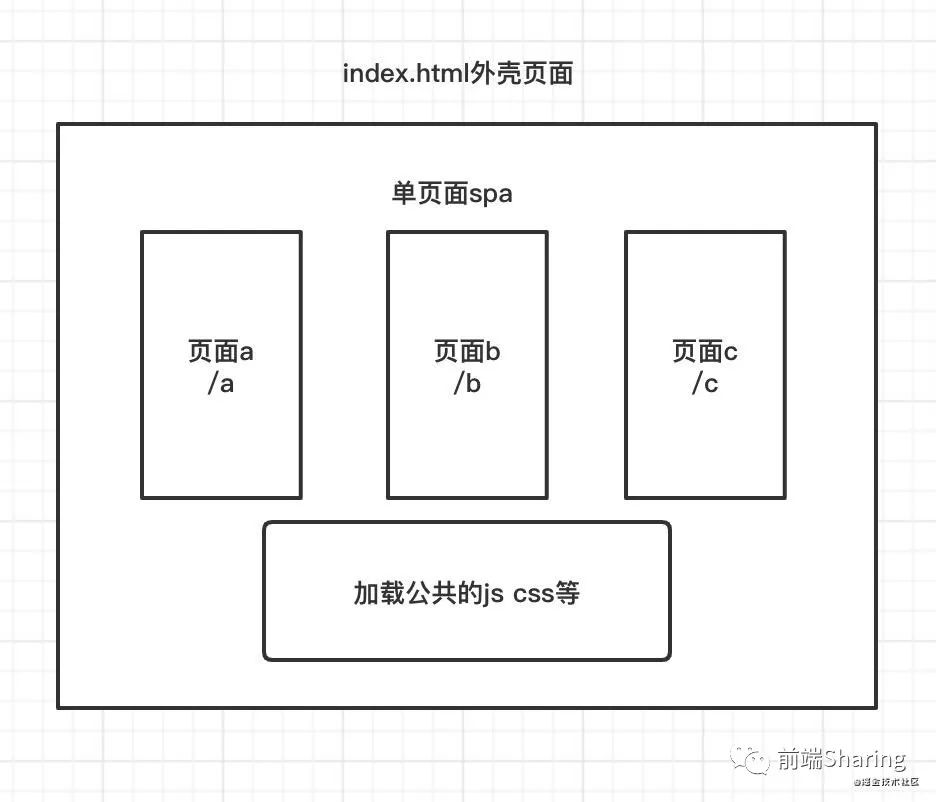 index.html外壳页面
单页面spa
页面a
/a
页面b
/b
页面c
/c
加载公共的js css等
前端Sharing
@掘金技术社区